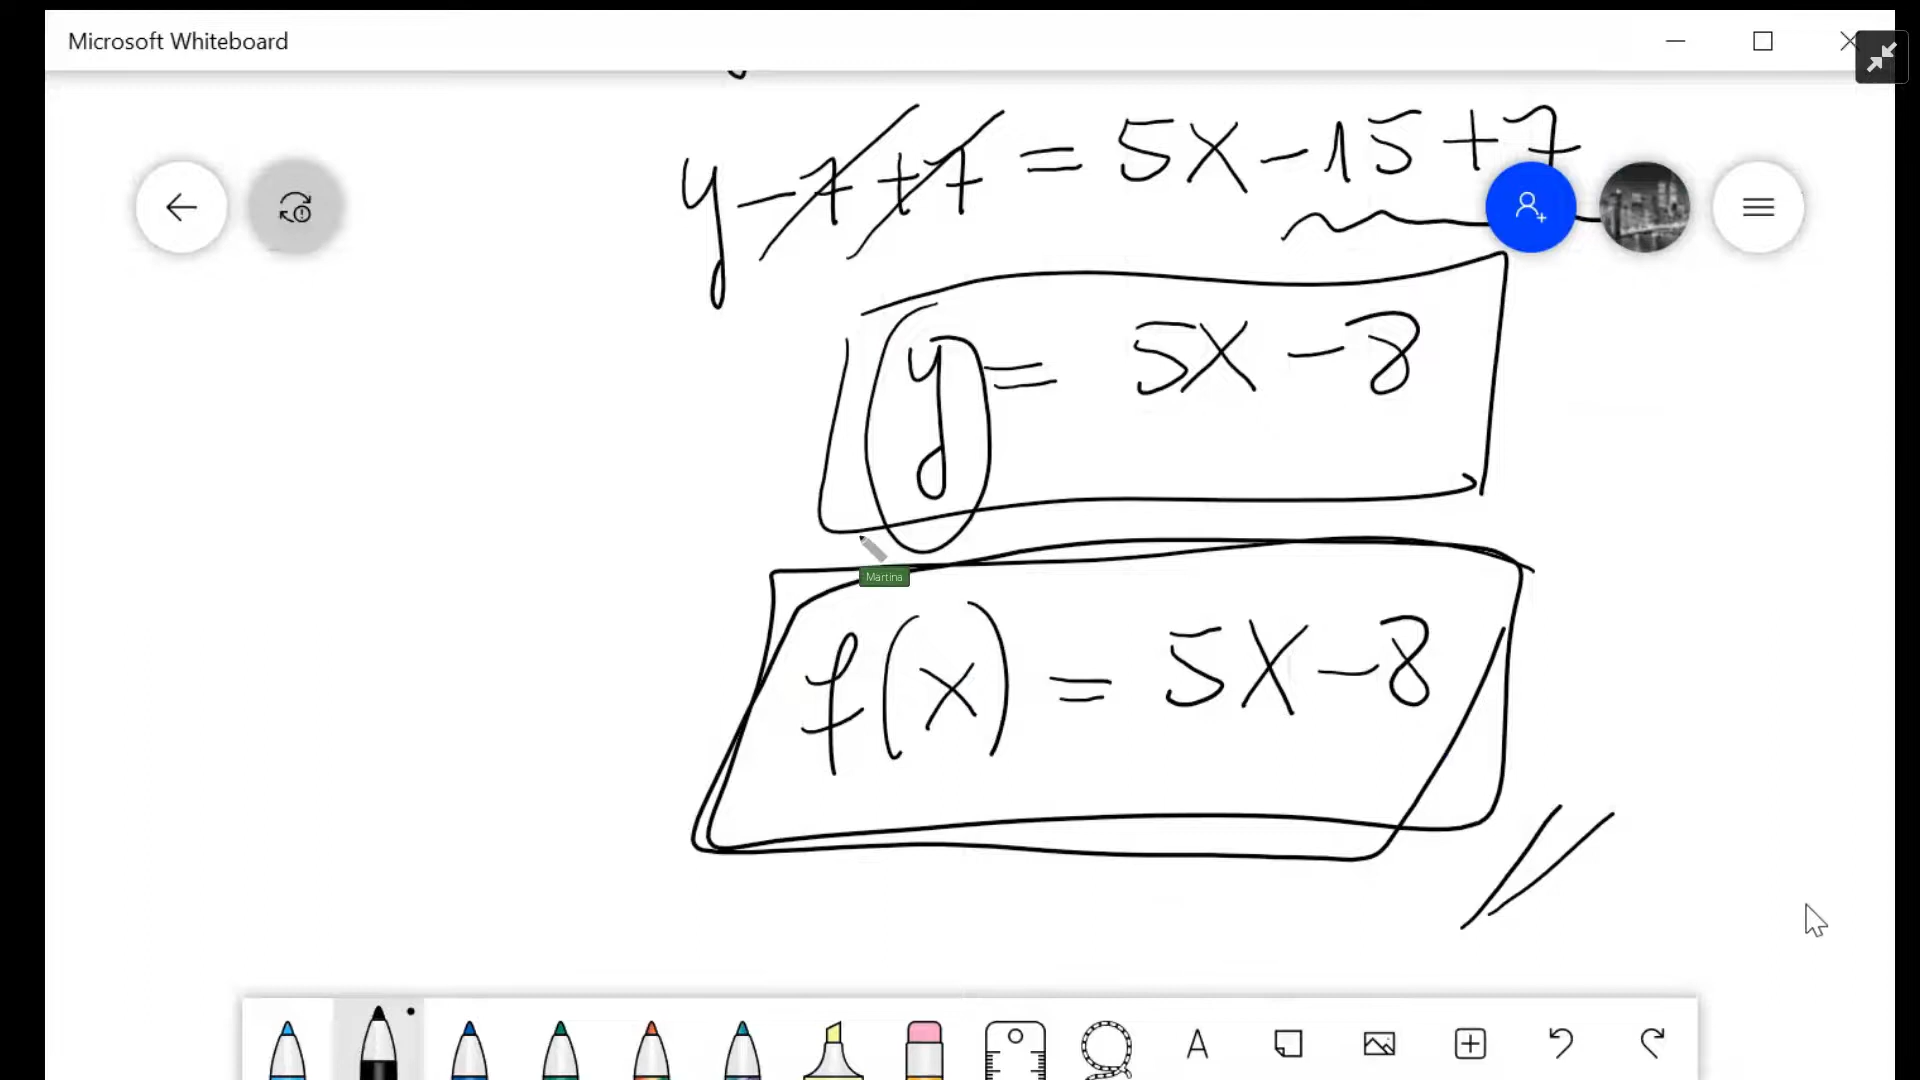 Microsoft Whiteboard
y-7+7 = 5x-15+7
y = 5x-8
Martina
f(x) = 5x-8
A